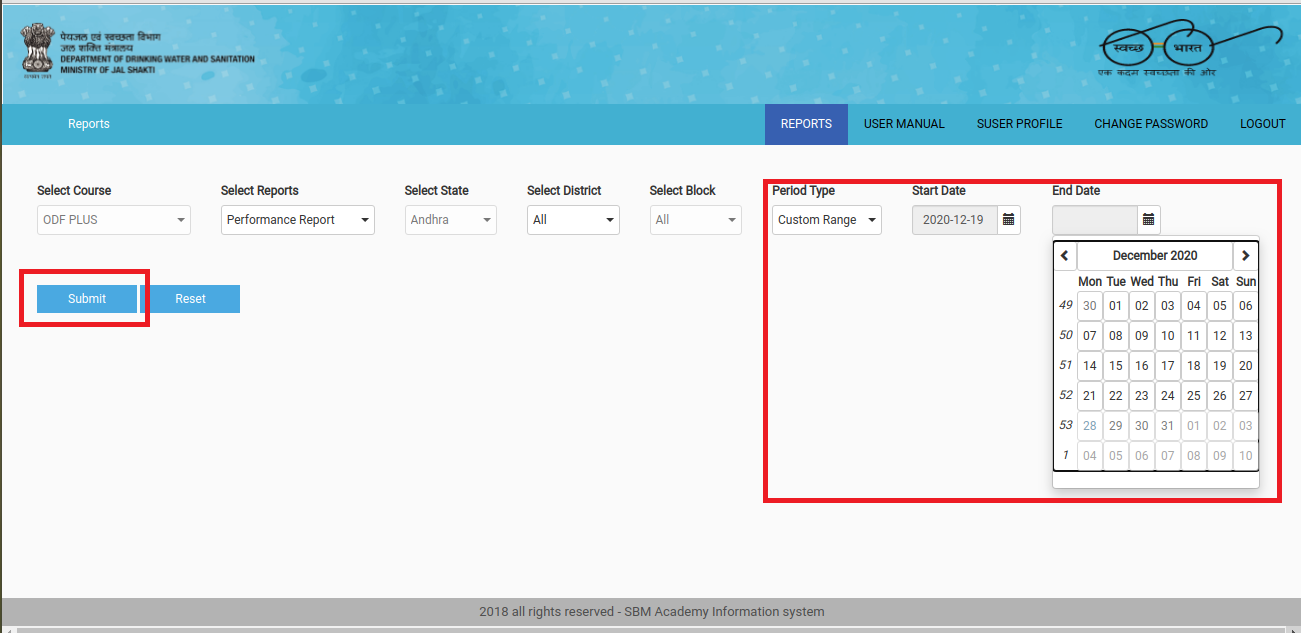 पेयजल एवं स्वच्छता विभाग
जल शक्ति मंत्रालय
DEPARTMENT OF DRINKING WATER AND SANITATION
MINISTRY OF JAL SHAKTI
स्वच्छ भारत
एक कदम स्वच्छता की ओर
Reports REPORTS USER MANUAL SUSER PROFILE CHANGE PASSWORD LOGOUT
Select Course Select Reports Select State Select District Select Block Period Type Start Date End Date
ODF PLUS Performance Report Andhra All All Custom Range 2020-12-19
December 2020
Mon Tue Wed Thu Fri Sat Sun
49 30 01 02 03 04 05 06
50 07 08 09 10 11 12 13
51 14 15 16 17 18 19 20
52 21 22 23 24 25 26 27
53 28 29 30 31 01 02 03
1 04 05 06 07 08 09 10
Submit Reset
2018 all rights reserved - SBM Academy Information system